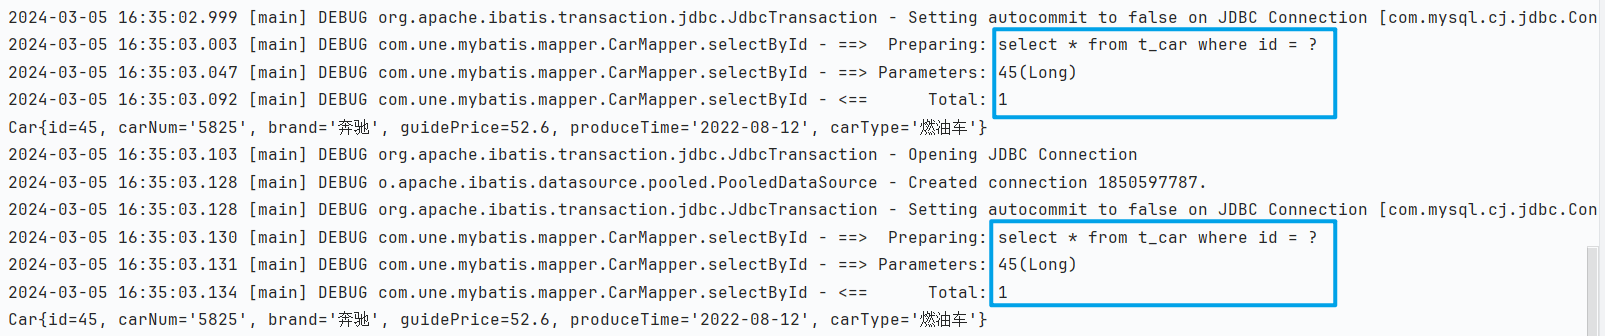 2024-03-05 16:35:02.999 [main] DEBUG org.apache.ibatis.transaction.jdbc.JdbcTransaction - Setting autocommit to false on JDBC Connection [com.mysql.cj.jdbc.Con
2024-03-05 16:35:03.003 [main] DEBUG com.une.mybatis.mapper.CarMapper.selectById - ==>  Preparing: select * from t_car where id = ?
2024-03-05 16:35:03.047 [main] DEBUG com.une.mybatis.mapper.CarMapper.selectById - ==> Parameters: 45(Long)
2024-03-05 16:35:03.092 [main] DEBUG com.une.mybatis.mapper.CarMapper.selectById - <==      Total: 1
Car{id=45, carNum='5825', brand='奔驰', guidePrice=52.6, produceTime='2022-08-12', carType='燃油车'}
2024-03-05 16:35:03.103 [main] DEBUG org.apache.ibatis.transaction.jdbc.JdbcTransaction - Opening JDBC Connection
2024-03-05 16:35:03.128 [main] DEBUG o.apache.ibatis.datasource.pooled.PooledDataSource - Created connection 1850597787.
2024-03-05 16:35:03.128 [main] DEBUG org.apache.ibatis.transaction.jdbc.JdbcTransaction - Setting autocommit to false on JDBC Connection [com.mysql.cj.jdbc.Con
2024-03-05 16:35:03.130 [main] DEBUG com.une.mybatis.mapper.CarMapper.selectById - ==>  Preparing: select * from t_car where id = ?
2024-03-05 16:35:03.131 [main] DEBUG com.une.mybatis.mapper.CarMapper.selectById - ==> Parameters: 45(Long)
2024-03-05 16:35:03.134 [main] DEBUG com.une.mybatis.mapper.CarMapper.selectById - <==      Total: 1
Car{id=45, carNum='5825', brand='奔驰', guidePrice=52.6, produceTime='2022-08-12', carType='燃油车'}